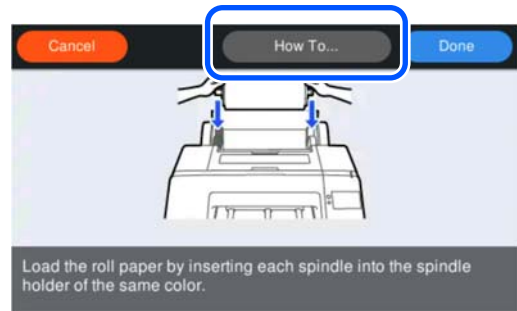 Cancel
How To...
Done
Load the roll paper by inserting each spindle into the spindle
holder of the same color.